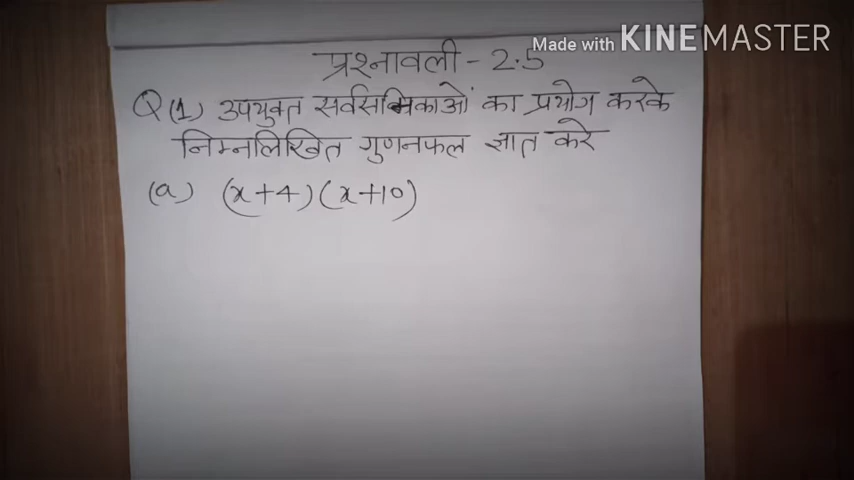 Made with KINEMASTER
प्रश्नावली - 2.5
Q(1) उपयुक्त सर्वसमिकाओं का प्रयोग करके
निम्नलिखित गुणनफल ज्ञात करे
(a) (x+4)(x+10)